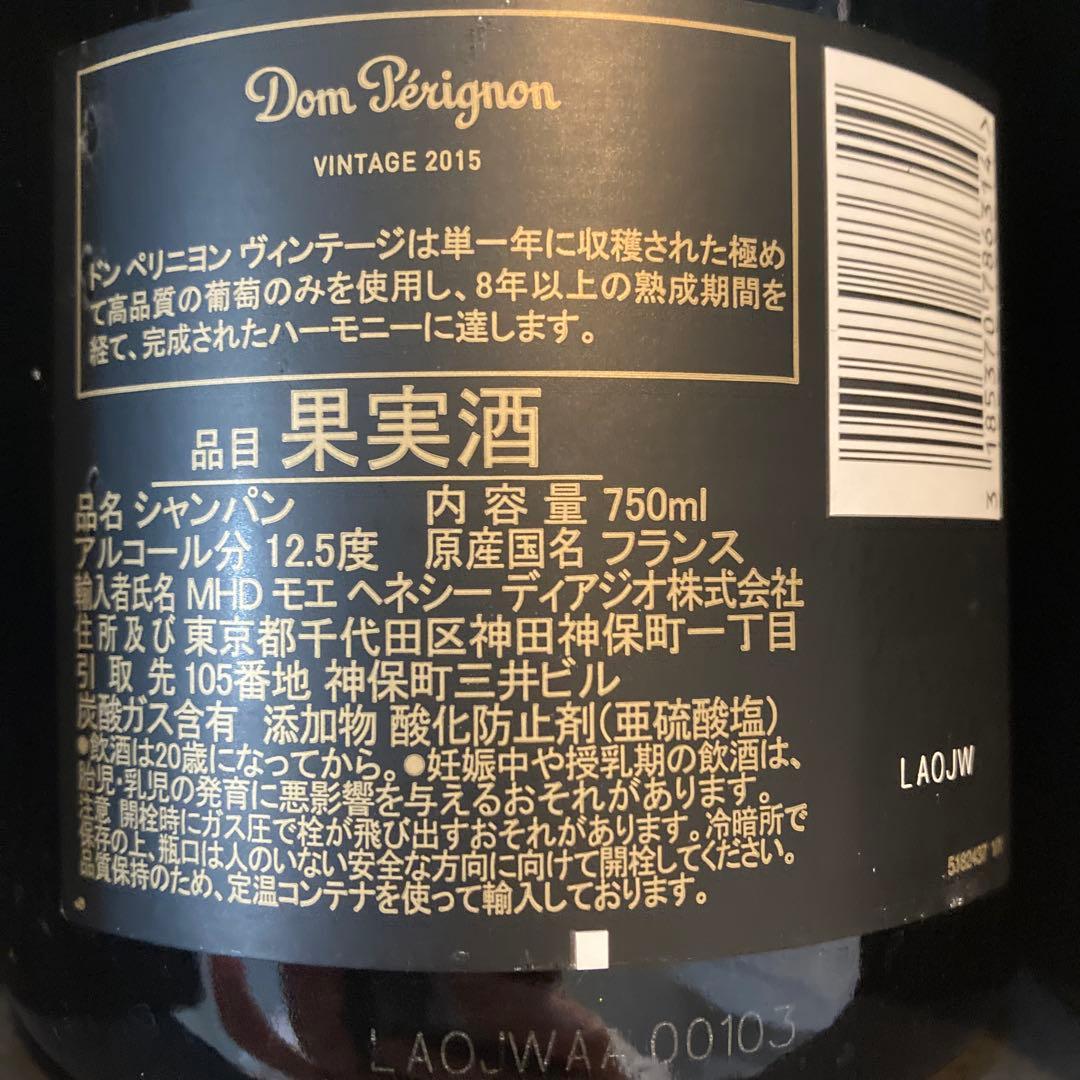 Dom Pérignon
VINTAGE 2015
ドン ペリニヨン ヴィンテージは単一年に収穫された極め
て高品質の葡萄のみを使用し、8年以上の熟成期間を
経て、完成されたハーモニーに達します。
品目 果実酒
品名 シャンパン 内容量 750ml
アルコール分 12.5度 原産国名 フランス
輸入者氏名 MHD モエ ヘネシー ディアジオ株式会社
住所及び 東京都千代田区神田神保町一丁目
引取先 105番地 神保町三井ビル
炭酸ガス含有 添加物 酸化防止剤(亜硫酸塩)
●飲酒は20歳になってから。●妊娠中や授乳期の飲酒は、
胎児・乳児の発育に悪影響を与えるおそれがあります。
注意 開栓時にガス圧で栓が飛び出すおそれがあります。冷暗所で
保存の上、瓶口は人のいない安全な方向に向けて開栓してください。
品質保持のため、定温コンテナを使って輸入しております。
3 185370 786314
LAOJW
LAOJWAA 00103